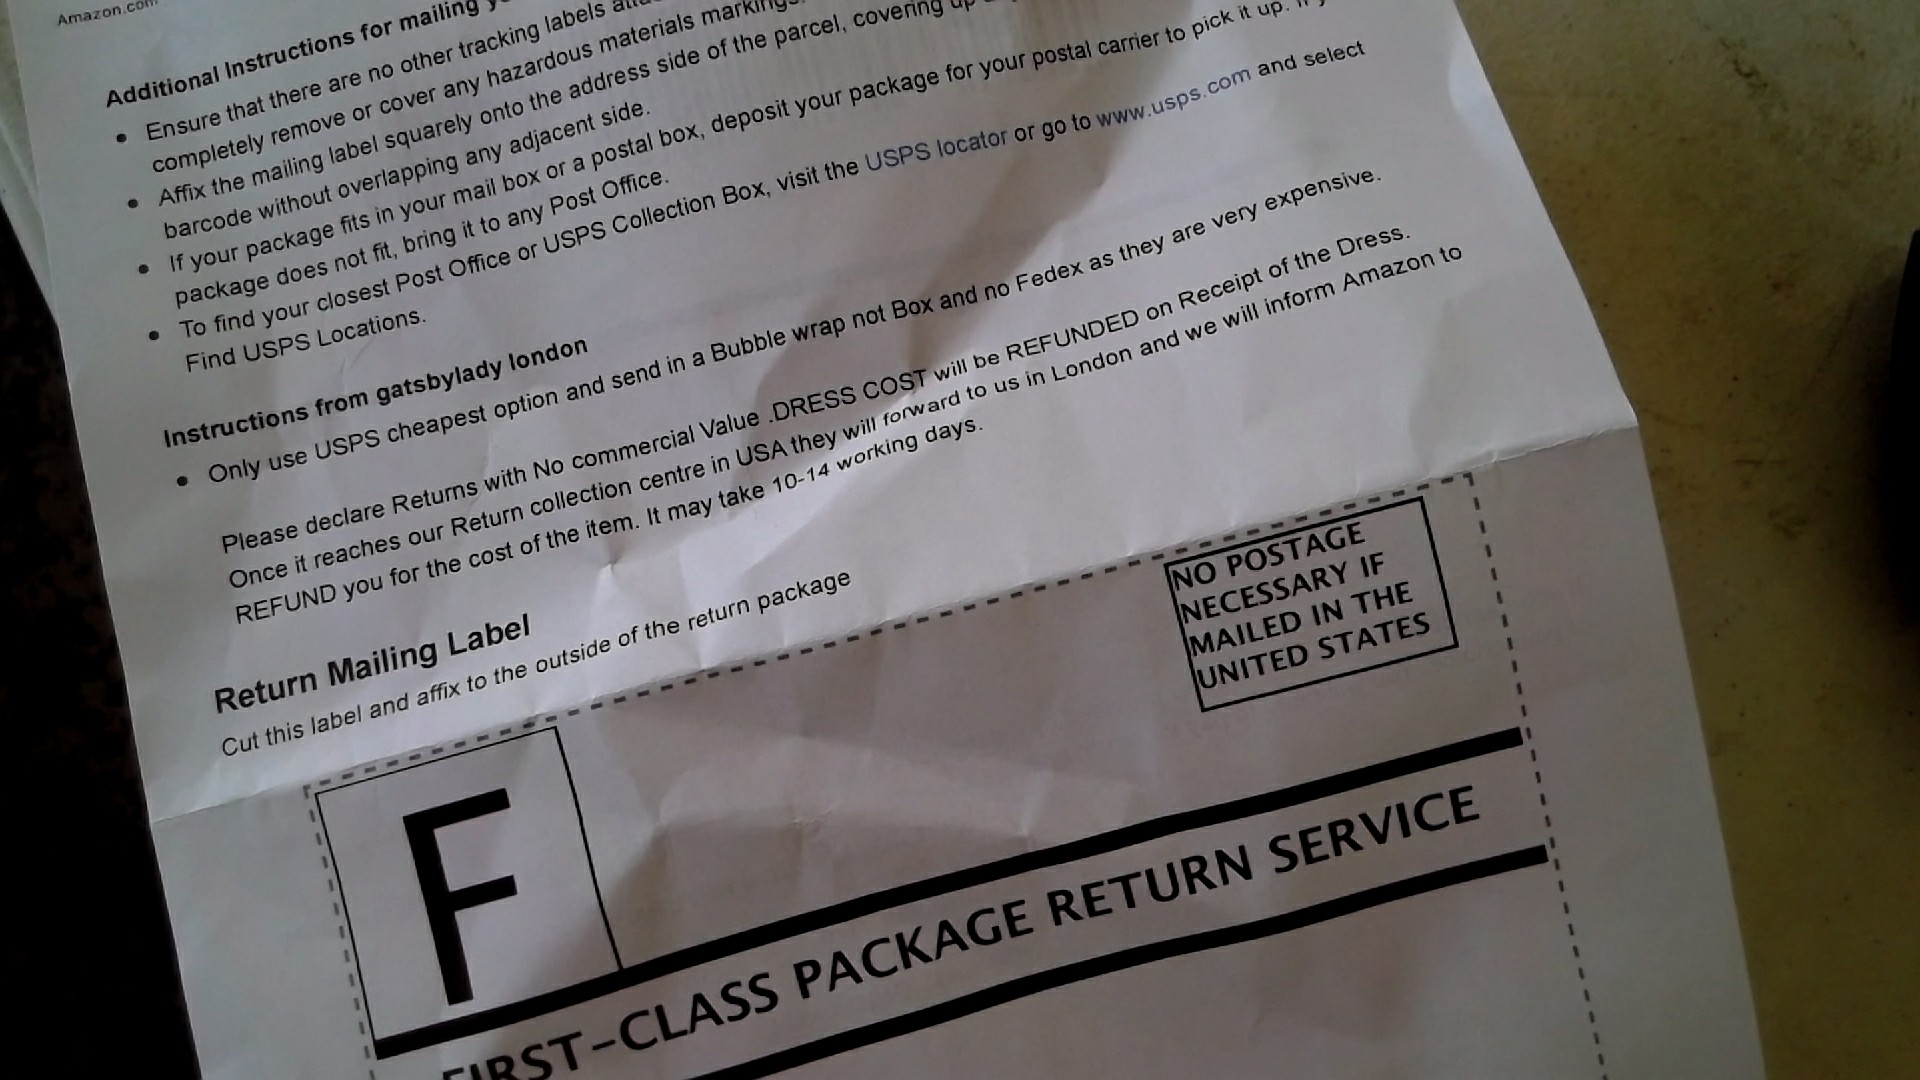 Amazon.com
Additional Instructions for mailing
Ensure that there are no other tracking labels
completely remove or cover any hazardous materials markings.
Affix the mailing label squarely onto the address side of the parcel, covering up
barcode without overlapping any adjacent side.
If your package fits in your mail box or a postal box, deposit your package for your postal carrier to pick it up. If
package does not fit, bring it to any Post Office.
To find your closest Post Office or USPS Collection Box, visit the USPS locator or go to www.usps.com and select
Find USPS Locations.
Instructions from gatsbylady london
Only use USPS cheapest option and send in a Bubble wrap not Box and no Fedex as they are very expensive.
Please declare Returns with No commercial Value .DRESS COST will be REFUNDED on Receipt of the Dress.
Once it reaches our Return collection centre in USA they will forward to us in London and we will inform Amazon to
REFUND you for the cost of the item. It may take 10-14 working days.
Return Mailing Label
Cut this label and affix to the outside of the return package
NO POSTAGE
NECESSARY IF
MAILED IN THE
UNITED STATES
F
FIRST-CLASS PACKAGE RETURN SERVICE